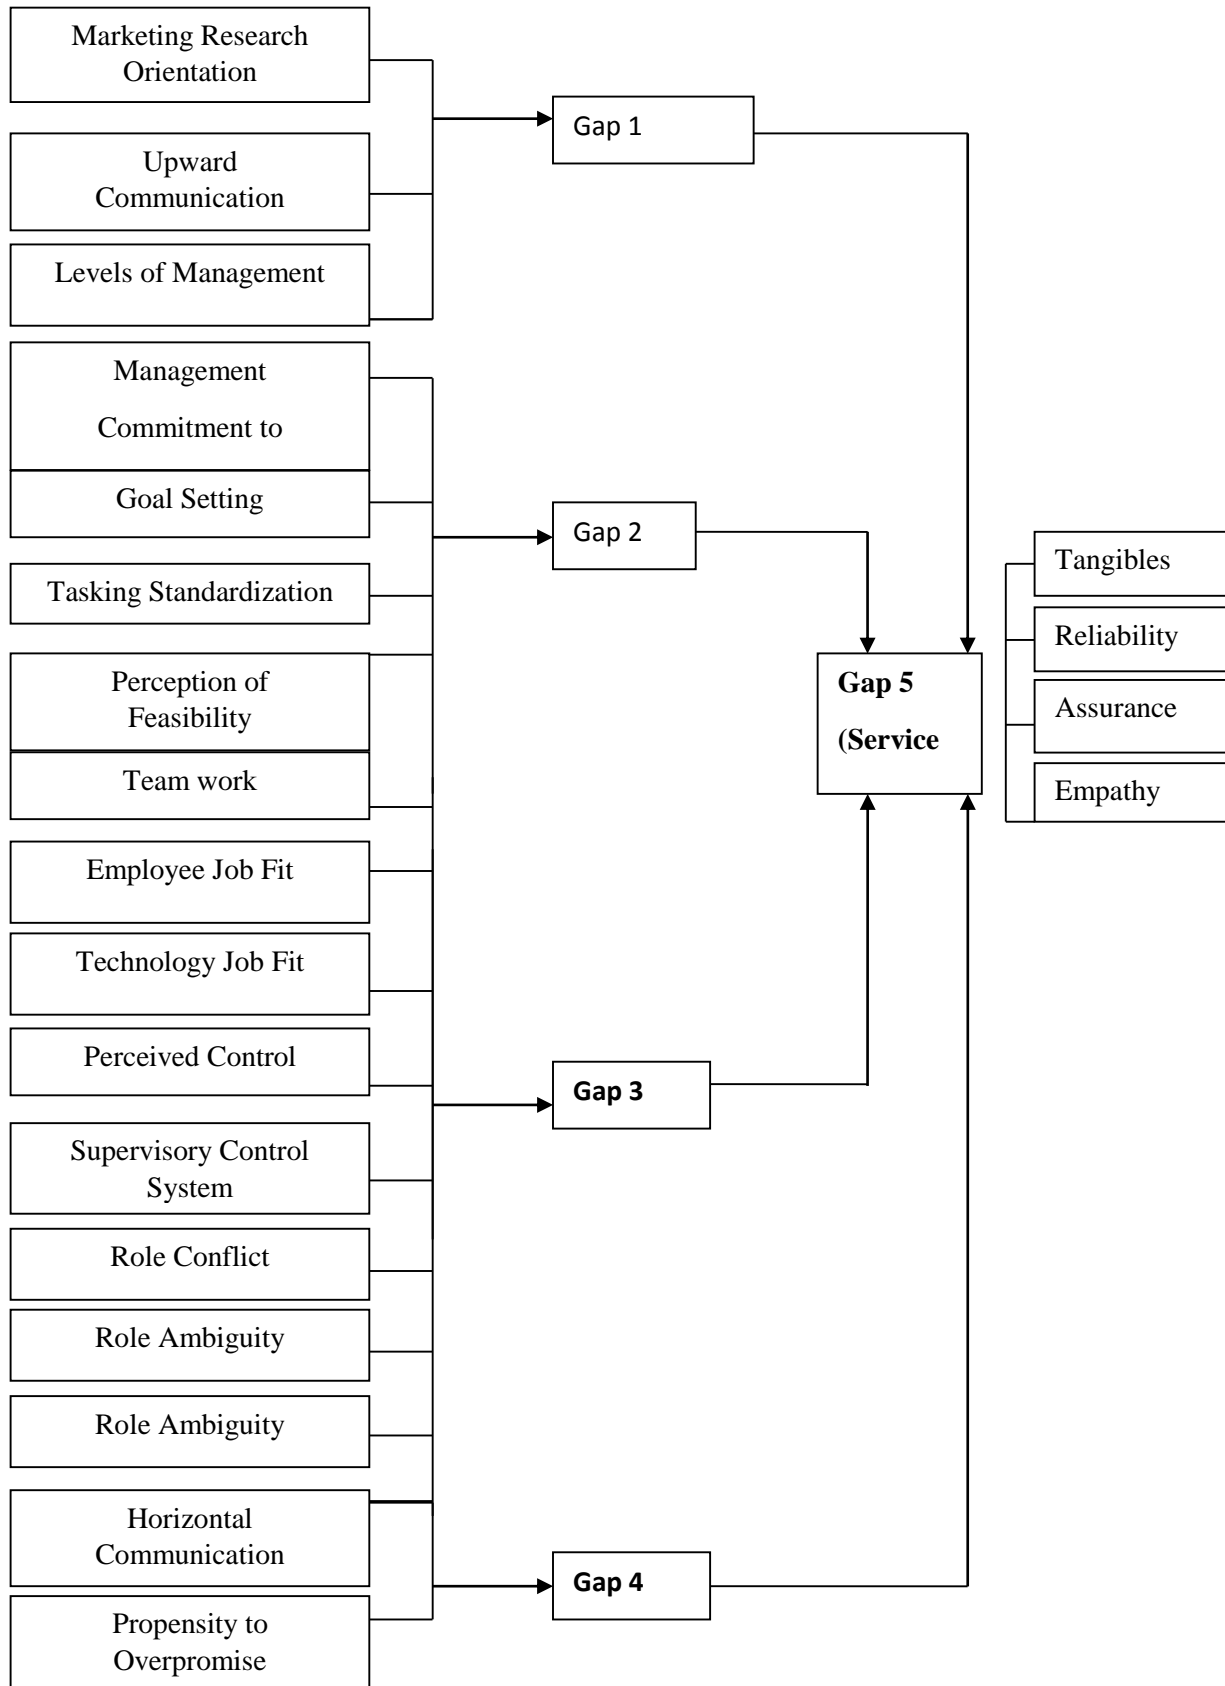 Marketing Research
Orientation
Upward
Communication
Levels of Management
Management
Commitment to
Goal Setting
Tasking Standardization
Perception of
Feasibility
Team work
Employee Job Fit
Technology Job Fit
Perceived Control
Supervisory Control
System
Role Conflict
Role Ambiguity
Role Ambiguity
Horizontal
Communication
Propensity to
Overpromise
Gap 1
Gap 2
Gap 3
Gap 4
Gap 5
(Service
Tangibles
Reliability
Assurance
Empathy